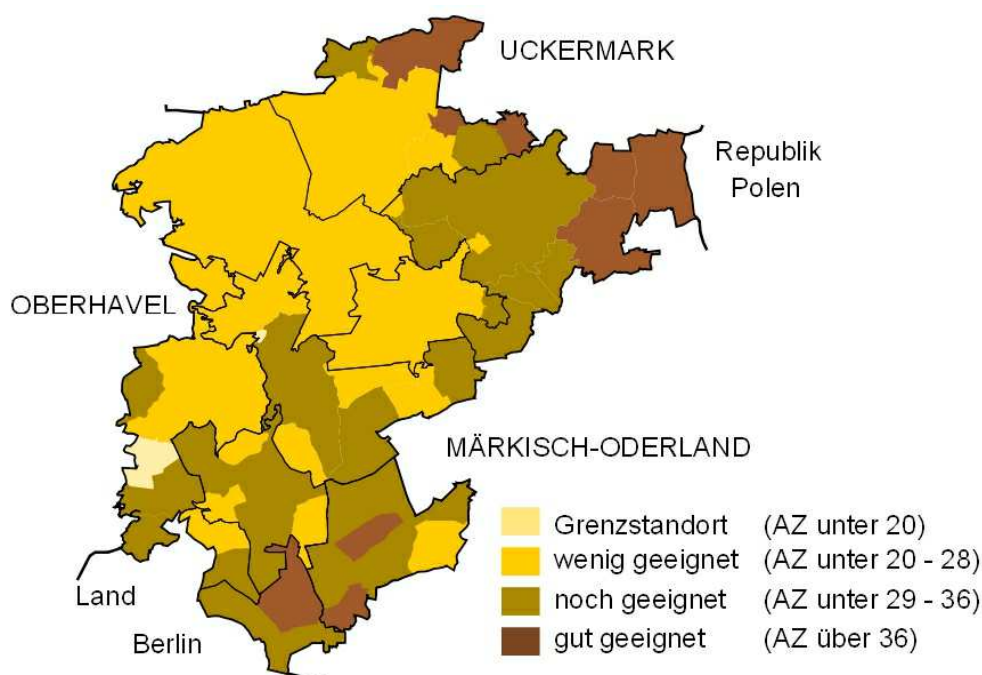 UCKERMARK
Republik
Polen
OBERHAVEL
MÄRKISCH-ODERLAND
Land
Berlin
Grenzstandort (AZ unter 20)
wenig geeignet (AZ unter 20 - 28)
noch geeignet (AZ unter 29 - 36)
gut geeignet (AZ über 36)